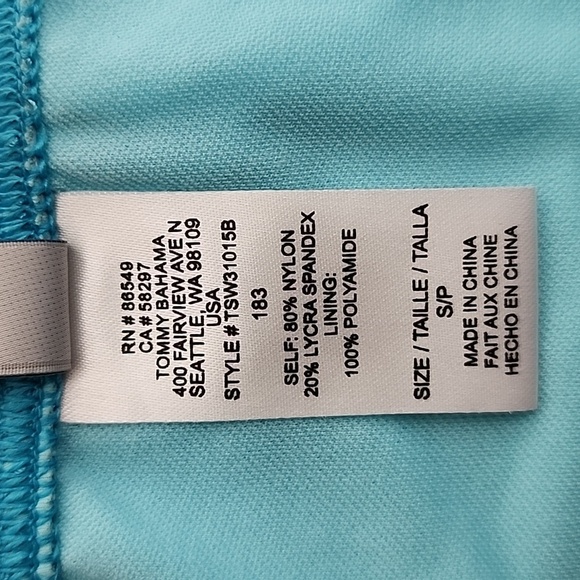 RN # 86549
CA # 58297
TOMMY BAHAMA
400 FAIRVIEW AVE N
SEATTLE, WA 98109
USA
STYLE # TSW31015B
183
SELF: 80% NYLON
20% LYCRA SPANDEX
LINING:
100% POLYAMIDE
SIZE / TAILLE / TALLA
S/P
MADE IN CHINA
FAIT AUX CHINE
HECHO EN CHINA